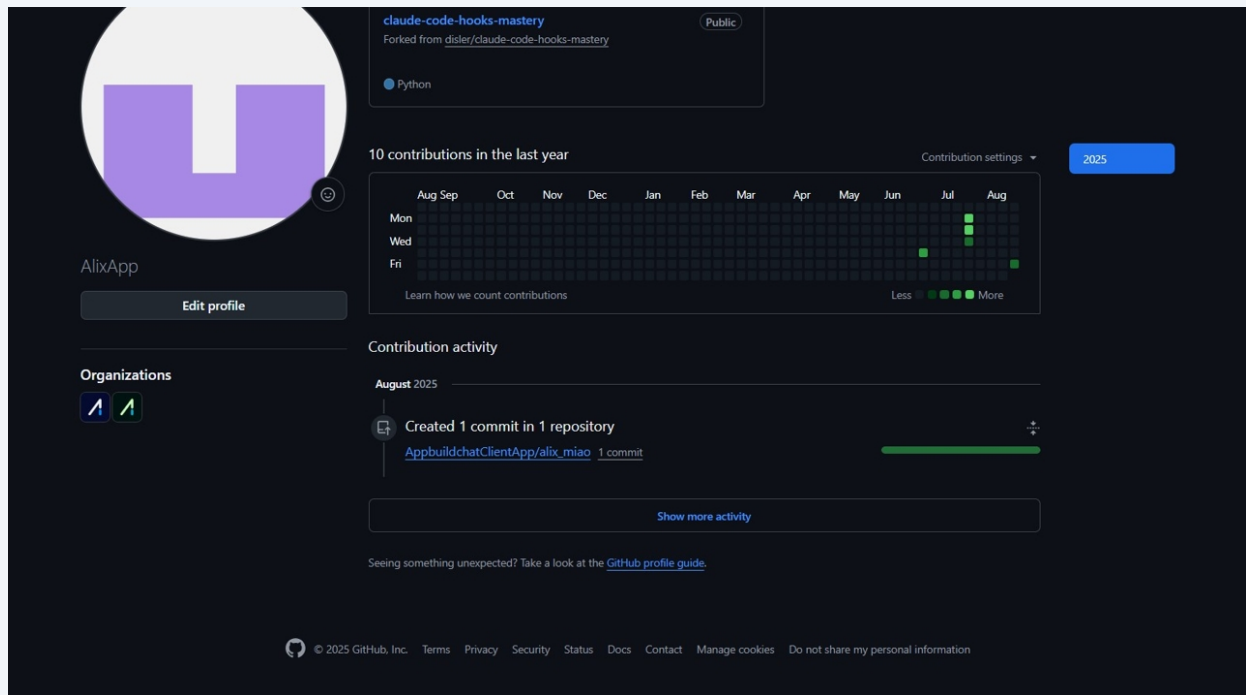 claude-code-hooks-mastery Public
Forked from disler/claude-code-hooks-mastery
Python
10 contributions in the last year
Contribution settings
2025
Aug Sep Oct Nov Dec Jan Feb Mar Apr May Jun Jul Aug
Mon
Wed
Fri
Learn how we count contributions
Less More
AlixApp
Edit profile
Organizations
Contribution activity
August 2025
Created 1 commit in 1 repository
AppbuildchatClientApp/alix_miao 1 commit
Show more activity
Seeing something unexpected? Take a look at the GitHub profile guide.
© 2025 GitHub, Inc. Terms Privacy Security Status Docs Contact Manage cookies Do not share my personal information